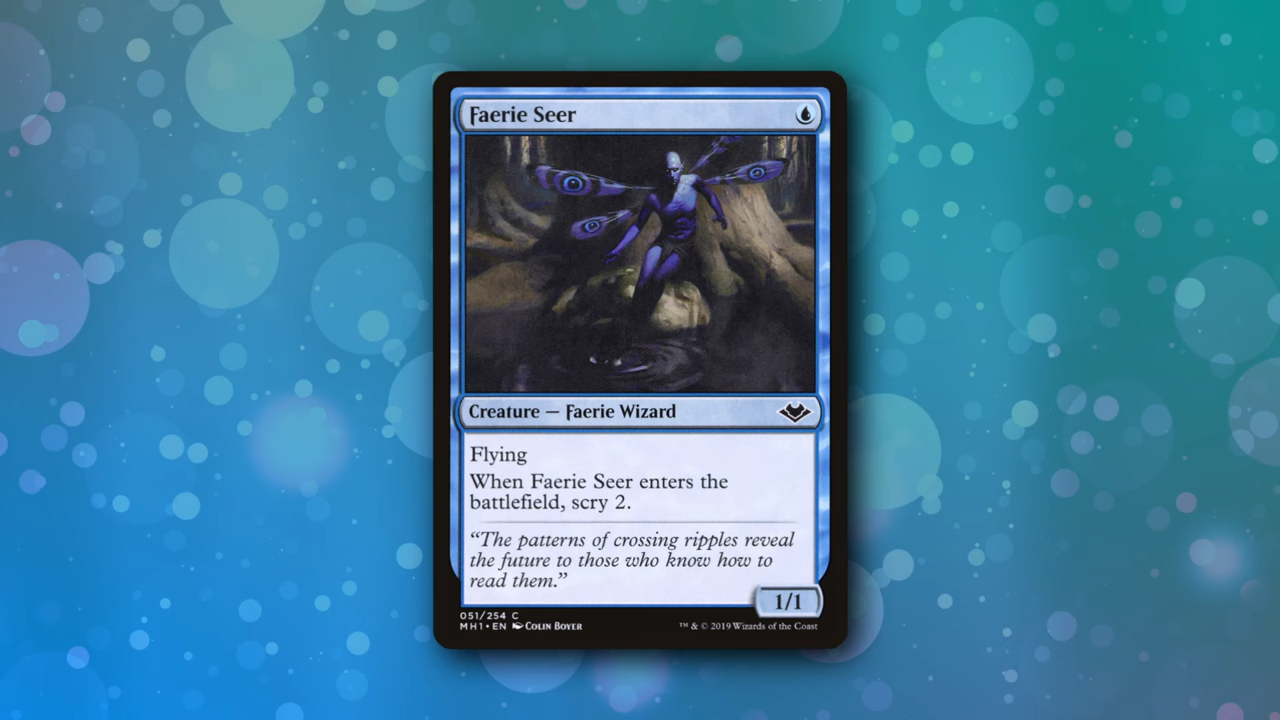 Faerie Seer
Creature — Faerie Wizard
Flying
When Faerie Seer enters the
battlefield, scry 2.
“The patterns of crossing ripples reveal
the future to those who know how to
read them.”
1/1
051/254 C
MH1 • EN Colin Boyer
™ & © 2019 Wizards of the Coast